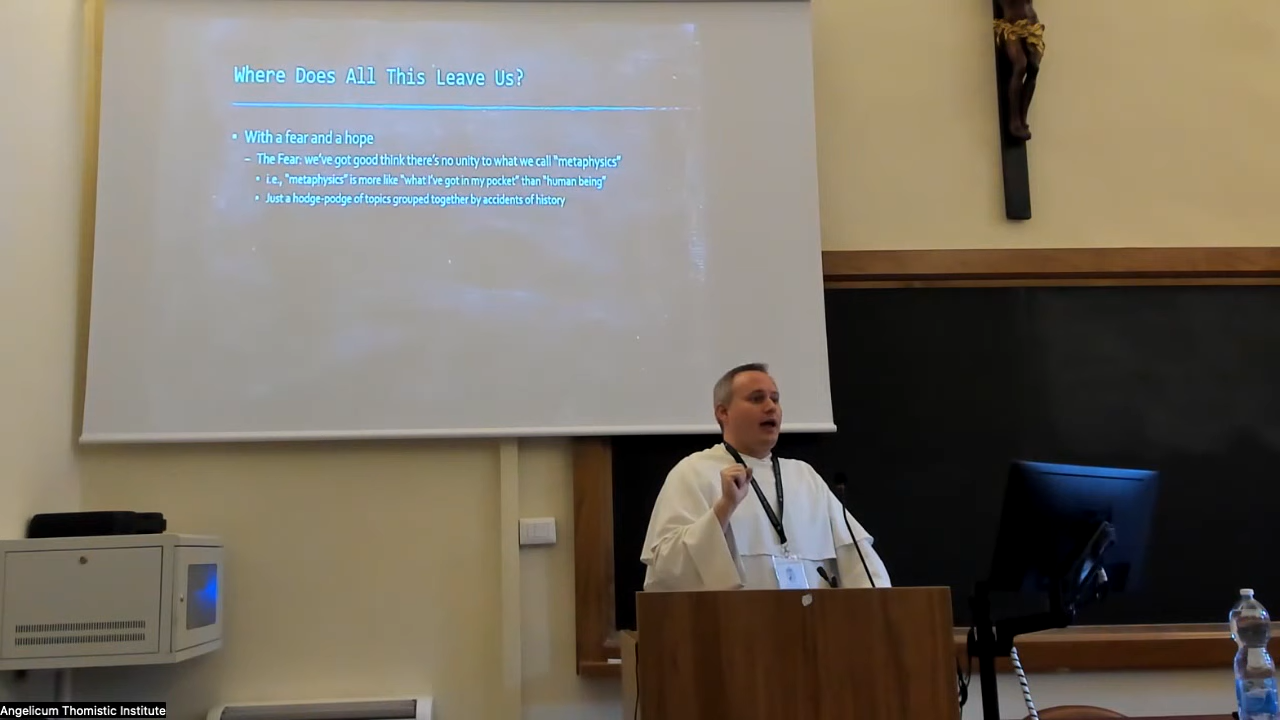 Where Does All This Leave Us?
• With a fear and a hope
– The Fear: we've got good think there's no unity to what we call "metaphysics"
• i.e., "metaphysics" is more like "what I've got in my pocket" than "human being"
• Just a hodge-podge of topics grouped together by accidents of history
Angelicum Thomistic Institute